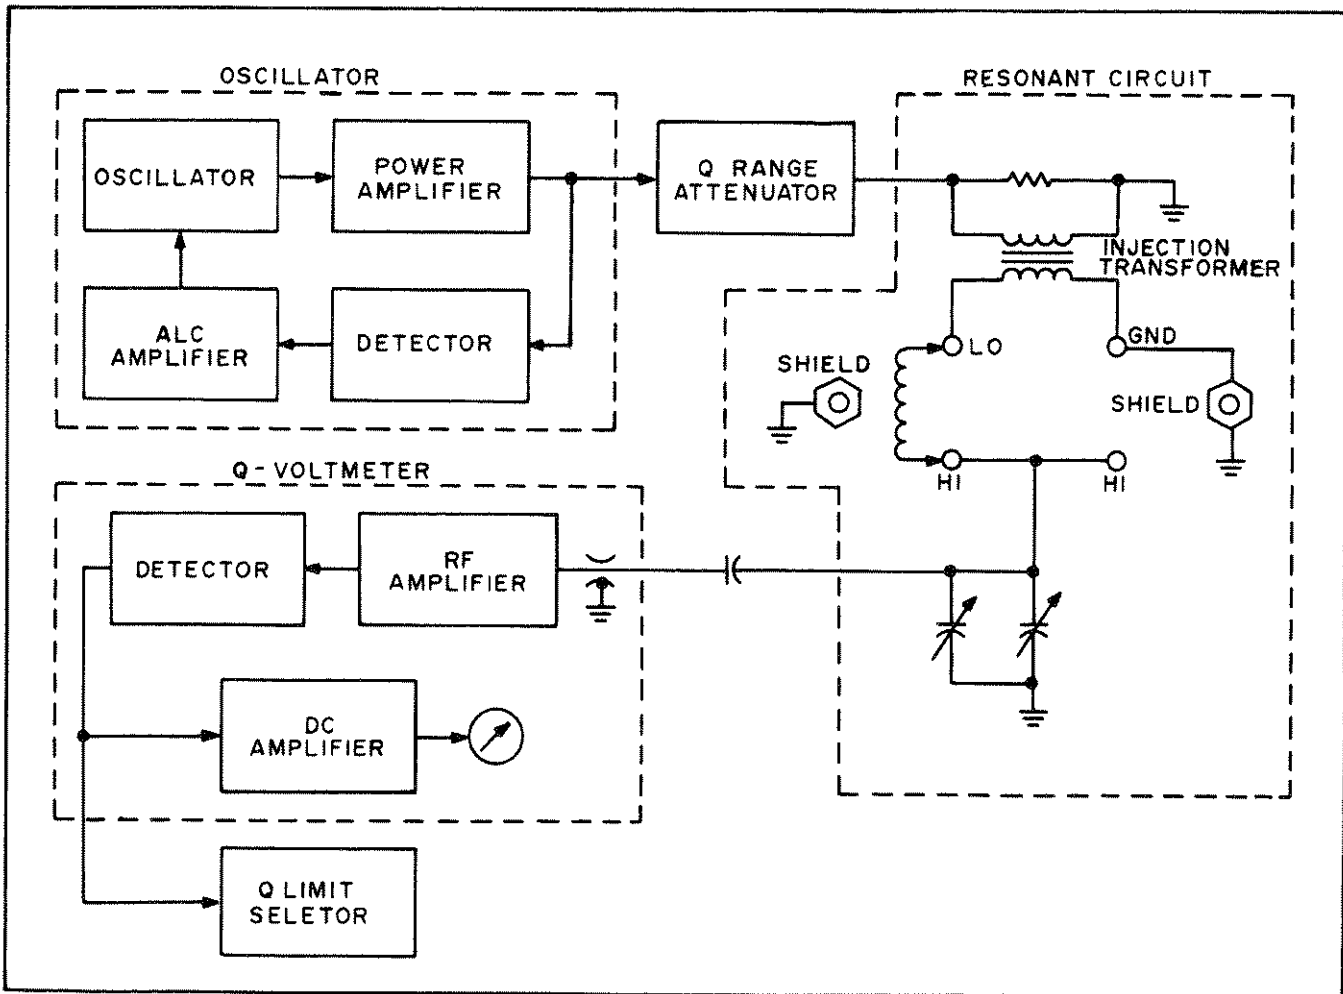 OSCILLATOR
OSCILLATOR
POWER
AMPLIFIER
ALC
AMPLIFIER
DETECTOR
Q RANGE
ATTENUATOR
RESONANT CIRCUIT
INJECTION
TRANSFORMER
LO
GND
SHIELD
SHIELD
HI
HI
Q-VOLTMETER
DETECTOR
RF
AMPLIFIER
DC
AMPLIFIER
Q LIMIT
SELETOR